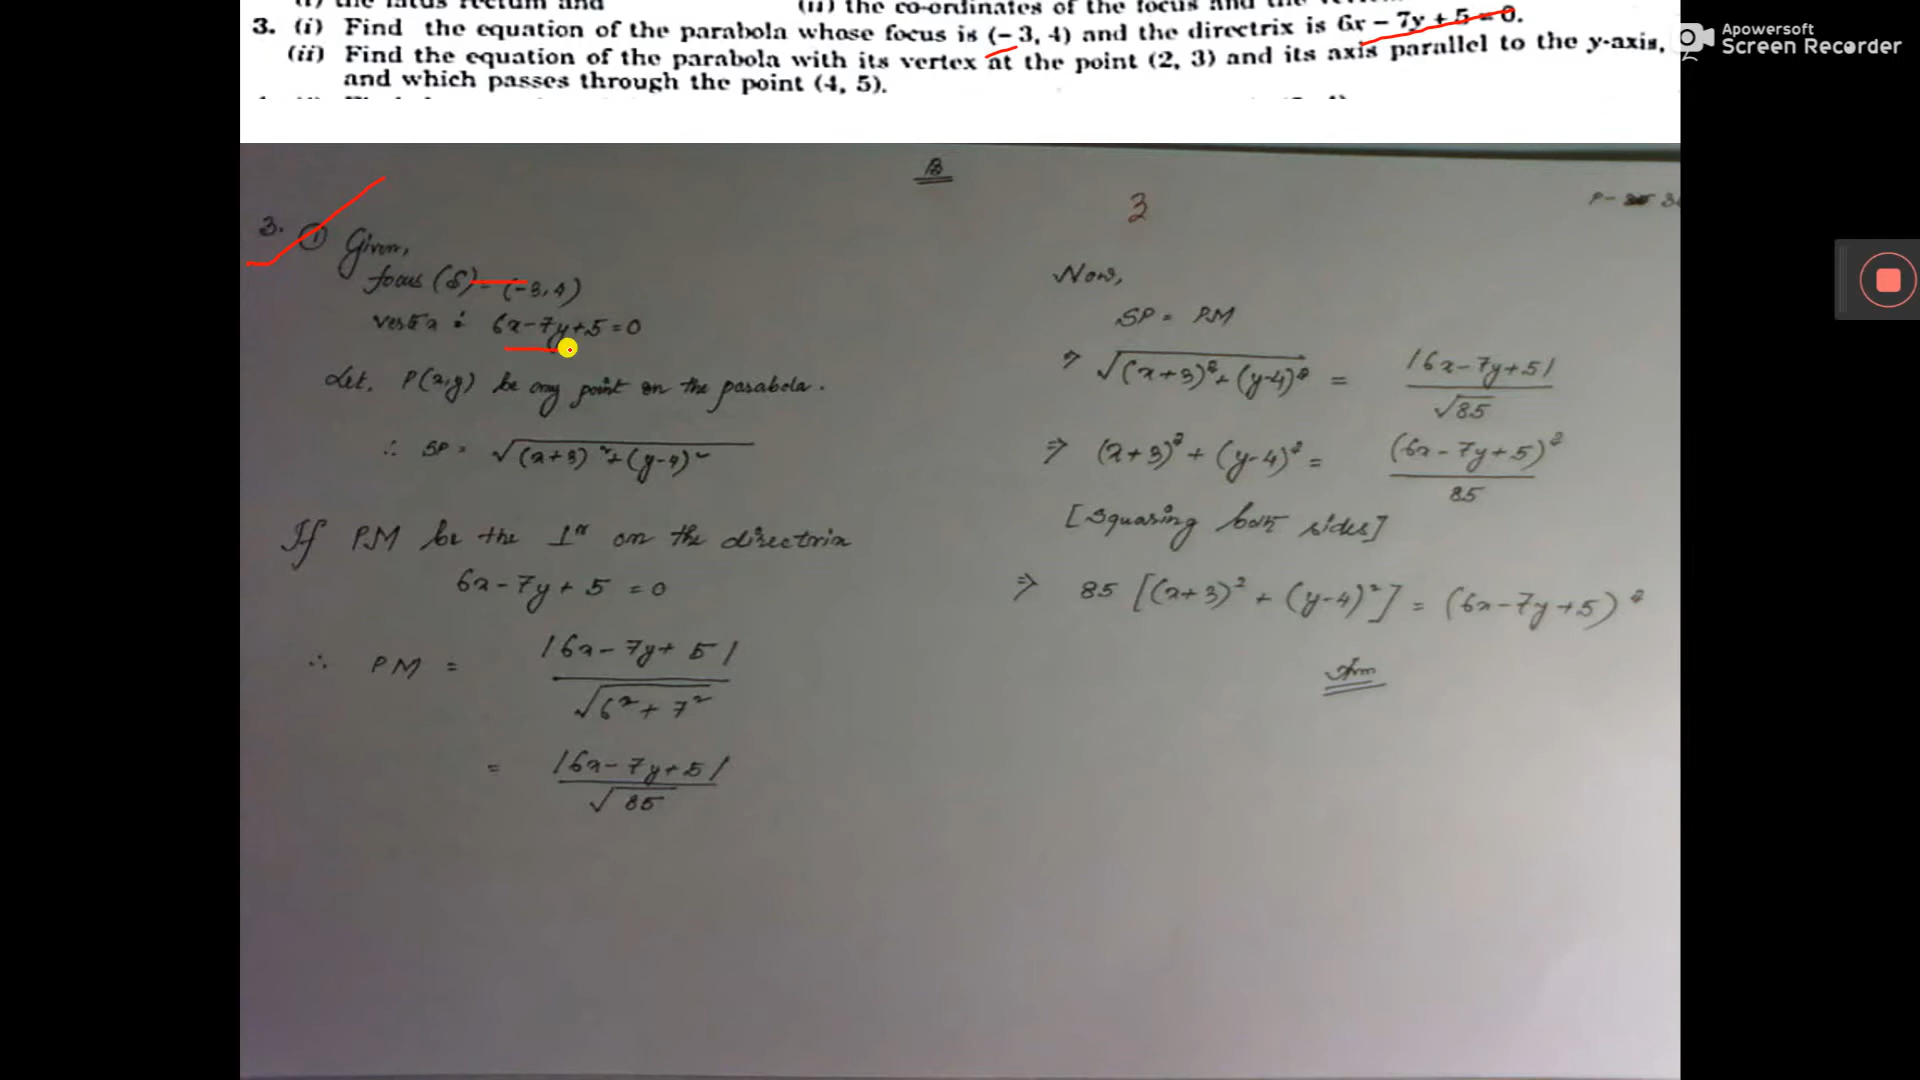 3. (i) Find the equation of the parabola whose focus is (– 3, 4) and the directrix is 6x – 7y + 5 = 0.
(ii) Find the equation of the parabola with its vertex at the point (2, 3) and its axis parallel to the y-axis,
and which passes through the point (4, 5).
Apowersoft
Screen Recorder
3
3. ① Given,
focus (S) = (-3, 4)
vertx : 6x-7y+5=0
Let, P(x,y) be any point on the parabola.
∴ SP = √(x+3)²+(y-4)²
If PM be the ⊥r on the directrix
6x-7y+5=0
∴ PM = |6x-7y+5| / √6²+7²
= |6x-7y+5| / √85
Now,
SP = PM
⇒ √(x+3)²+(y-4)² = |6x-7y+5| / √85
⇒ (x+3)²+(y-4)² = (6x-7y+5)² / 85
[Squaring both sides]
⇒ 85 [(x+3)²+(y-4)²] = (6x-7y+5)²
Ans